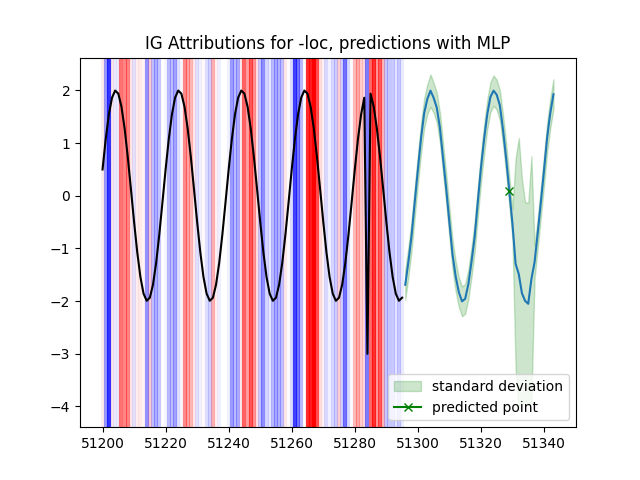 IG Attributions for -loc, predictions with MLP
2
1
0
−1
−2
−3
−4
standard deviation
predicted point
51200 51220 51240 51260 51280 51300 51320 51340